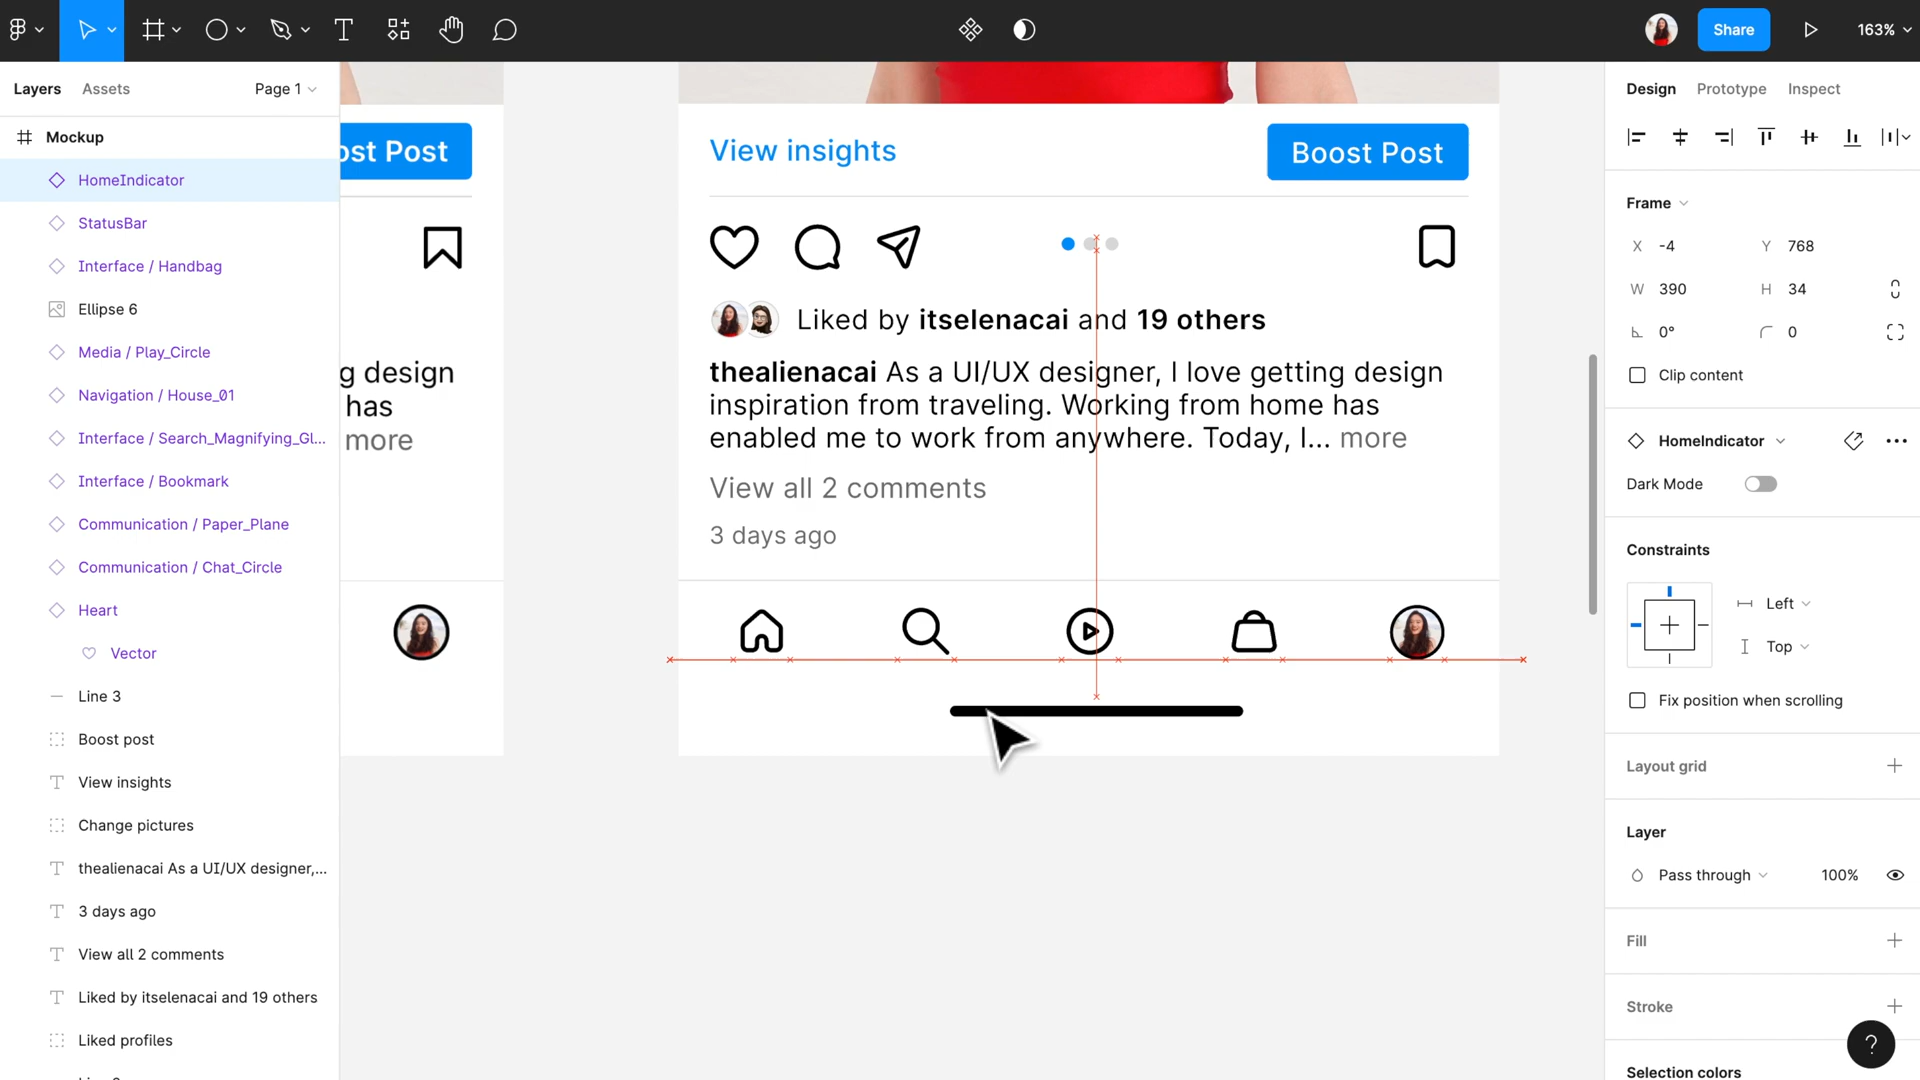 Share
163%
Layers
Assets
Page 1
Mockup
HomeIndicator
StatusBar
Interface / Handbag
Ellipse 6
Media / Play_Circle
Navigation / House_01
Interface / Search_Magnifying_Gl...
Interface / Bookmark
Communication / Paper_Plane
Communication / Chat_Circle
Heart
Vector
Line 3
Boost post
View insights
Change pictures
thealienacai As a UI/UX designer,...
3 days ago
View all 2 comments
Liked by itselenacai and 19 others
Liked profiles
ost Post
g design
has
more
View insights
Boost Post
Liked by itselenacai and 19 others
thealienacai As a UI/UX designer, I love getting design
inspiration from traveling. Working from home has
enabled me to work from anywhere. Today, I... more
View all 2 comments
3 days ago
Design
Prototype
Inspect
Frame
X -4
Y 768
W 390
H 34
0°
0
Clip content
HomeIndicator
Dark Mode
Constraints
Left
Top
Fix position when scrolling
Layout grid
Layer
Pass through
100%
Fill
Stroke
?
Selection colors